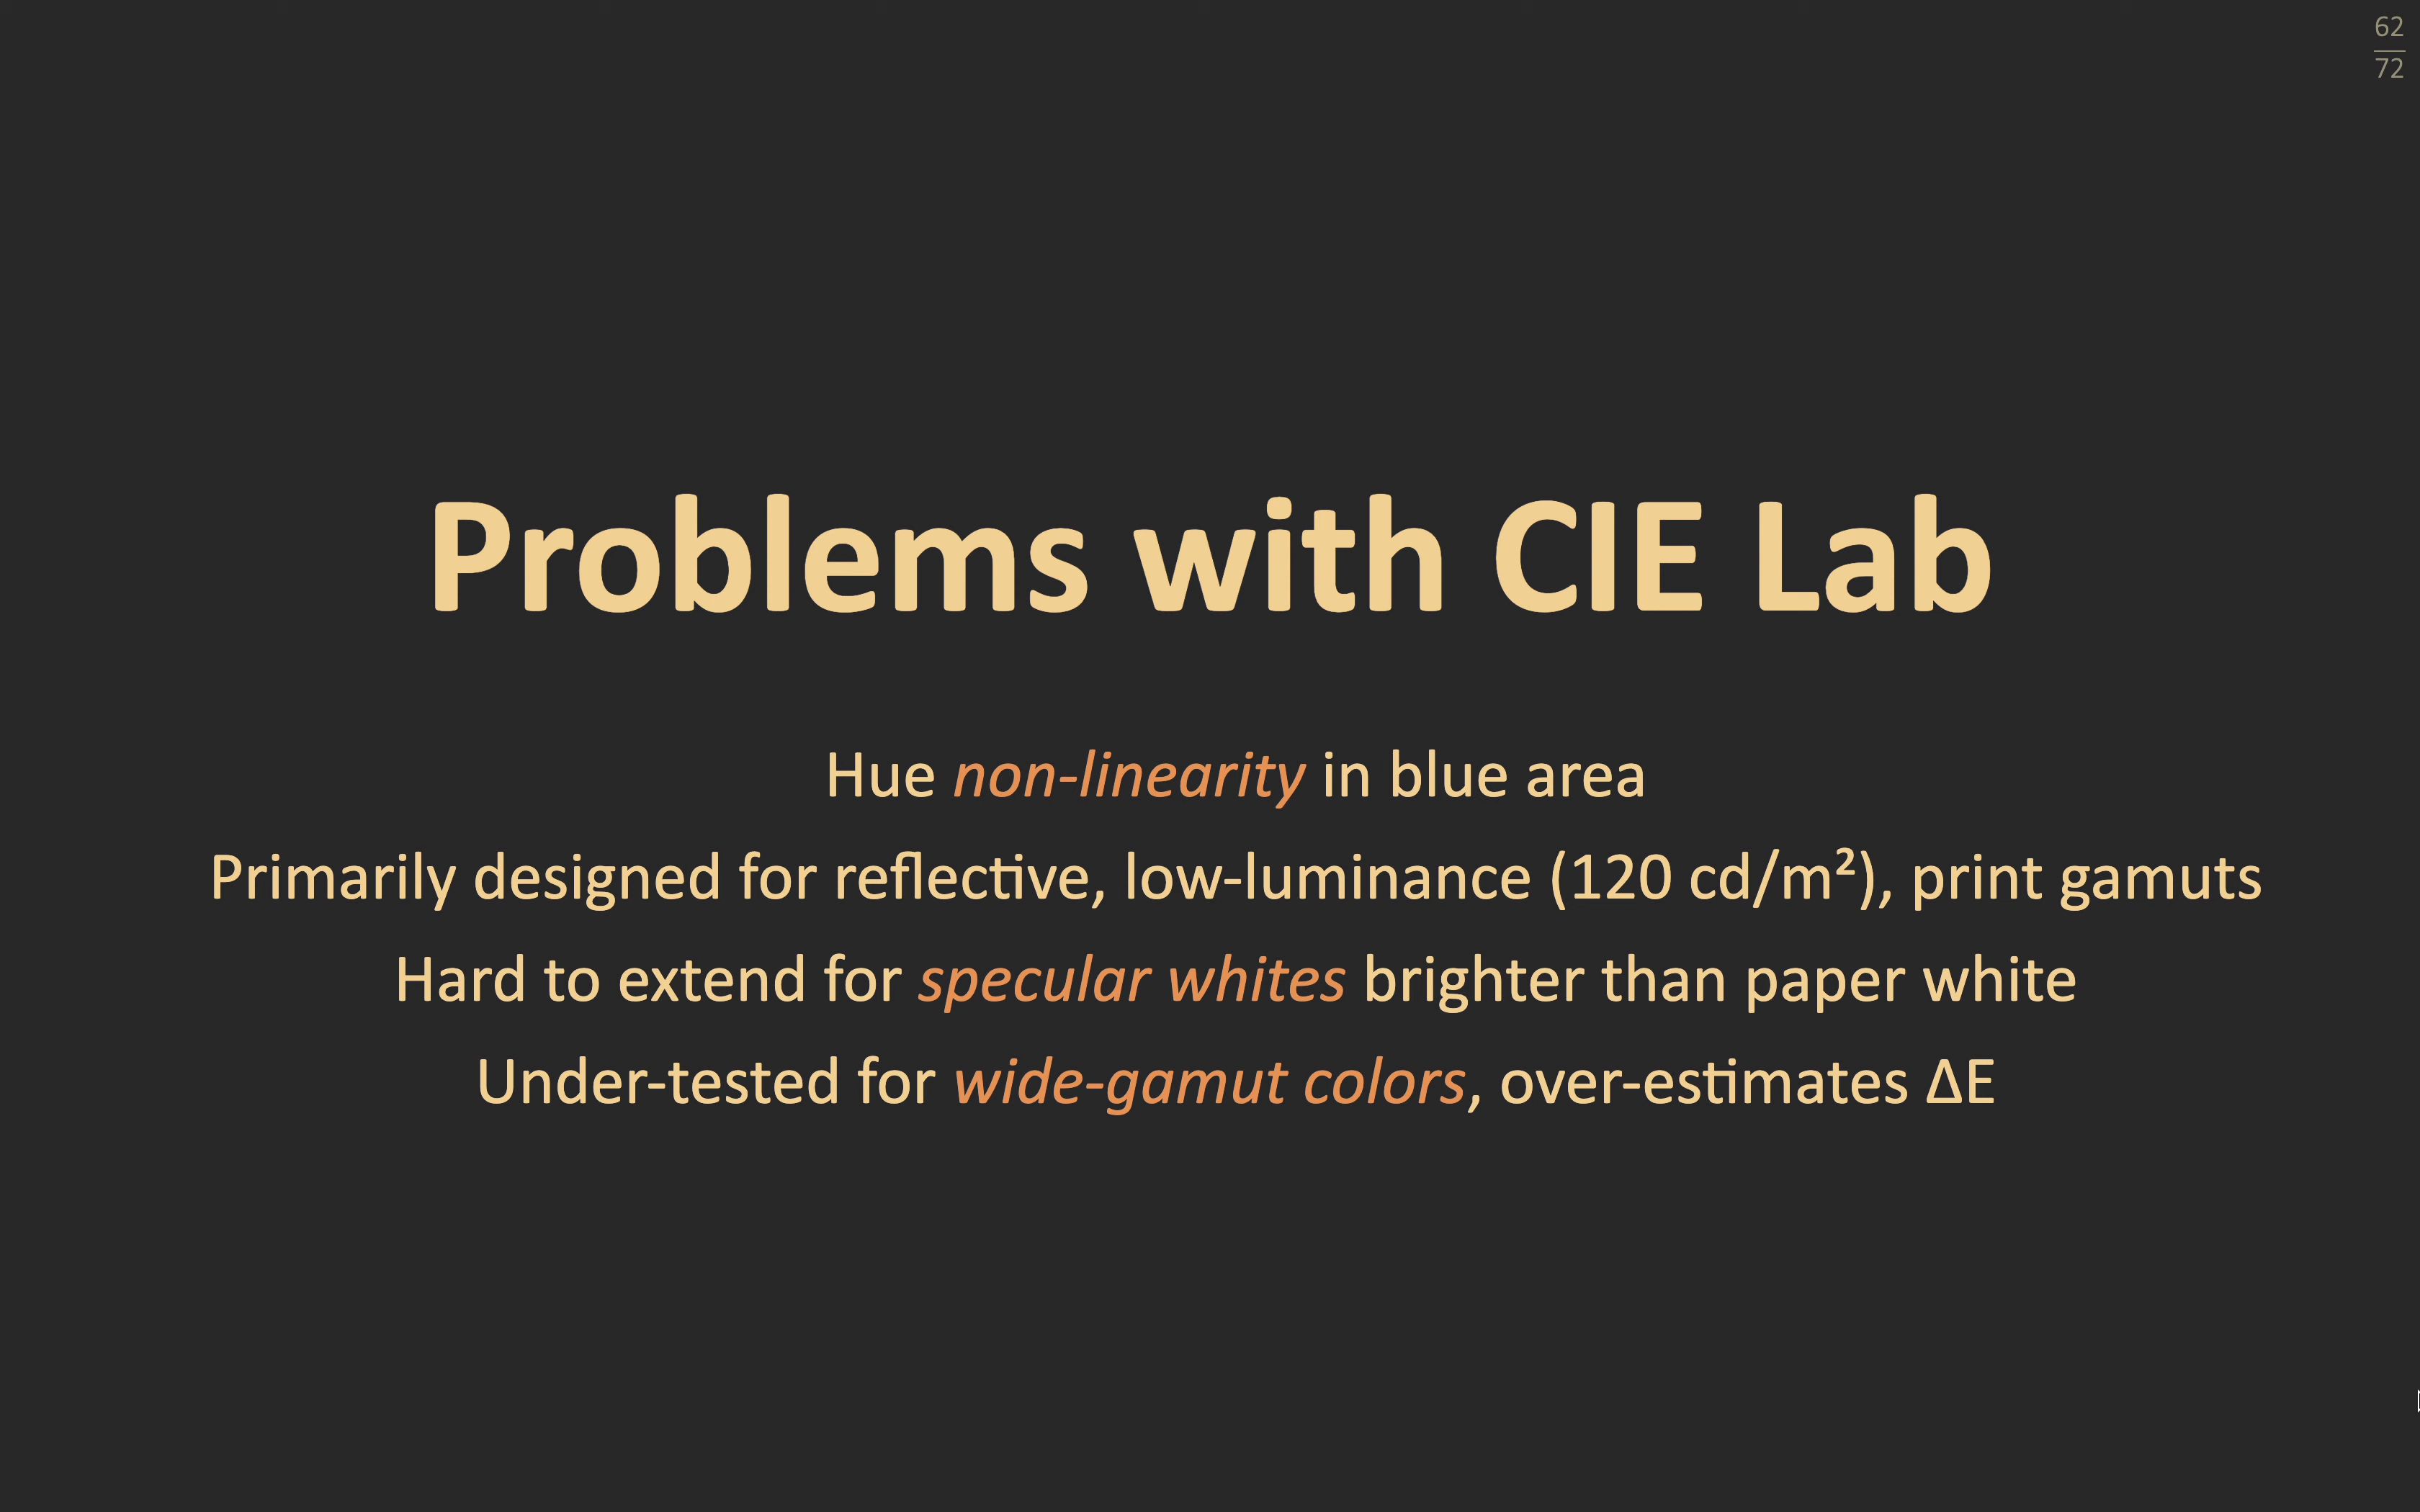 62
72
Problems with CIE Lab
Hue non-linearity in blue area
Primarily designed for reflective, low-luminance (120 cd/m²), print gamuts
Hard to extend for specular whites brighter than paper white
Under-tested for wide-gamut colors, over-estimates ΔE